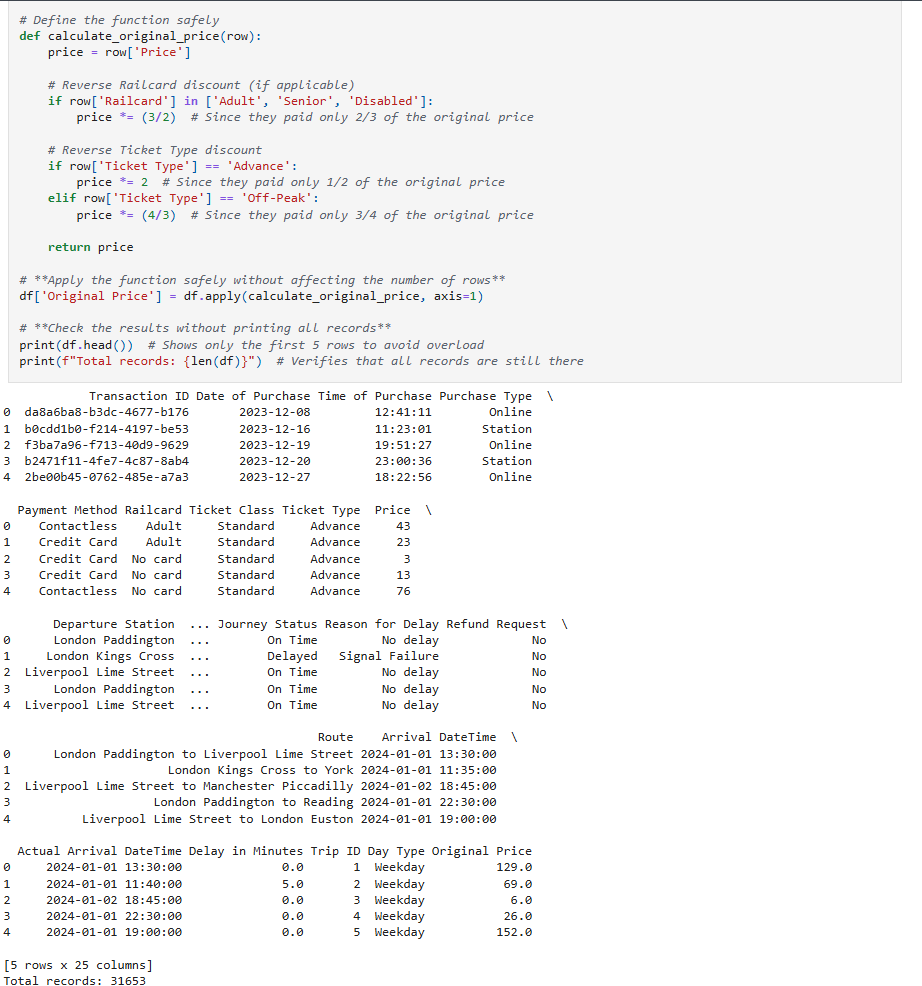 # Define the function safely
def calculate_original_price(row):
    price = row['Price']
    # Reverse Railcard discount (if applicable)
    if row['Railcard'] in ['Adult', 'Senior', 'Disabled']:
        price *= (3/2)  # Since they paid only 2/3 of the original price
    # Reverse Ticket Type discount
    if row['Ticket Type'] == 'Advance':
        price *= 2  # Since they paid only 1/2 of the original price
    elif row['Ticket Type'] == 'Off-Peak':
        price *= (4/3)  # Since they paid only 3/4 of the original price
    return price
# **Apply the function safely without affecting the number of rows**
df['Original Price'] = df.apply(calculate_original_price, axis=1)
# **Check the results without printing all records**
print(df.head())  # Shows only the first 5 rows to avoid overload
print(f"Total records: {len(df)}")  # Verifies that all records are still there
            Transaction ID Date of Purchase Time of Purchase Purchase Type  \
0  da8a6ba8-b3dc-4677-b176       2023-12-08         12:41:11        Online
1  b0cdd1b0-f214-4197-be53       2023-12-16         11:23:01       Station
2  f3ba7a96-f713-40d9-9629       2023-12-19         19:51:27        Online
3  b2471f11-4fe7-4c87-8ab4       2023-12-20         23:00:36       Station
4  2be00b45-0762-485e-a7a3       2023-12-27         18:22:56        Online
  Payment Method Railcard Ticket Class Ticket Type  Price  \
0    Contactless    Adult     Standard     Advance     43
1    Credit Card    Adult     Standard     Advance     23
2    Credit Card  No card     Standard     Advance      3
3    Credit Card  No card     Standard     Advance     13
4    Contactless  No card     Standard     Advance     76
       Departure Station  ... Journey Status Reason for Delay Refund Request  \
0      London Paddington  ...        On Time         No delay             No
1     London Kings Cross  ...        Delayed   Signal Failure             No
2  Liverpool Lime Street  ...        On Time         No delay             No
3      London Paddington  ...        On Time         No delay             No
4  Liverpool Lime Street  ...        On Time         No delay             No
                                            Route    Arrival DateTime  \
0      London Paddington to Liverpool Lime Street 2024-01-01 13:30:00
1                      London Kings Cross to York 2024-01-01 11:35:00
2  Liverpool Lime Street to Manchester Piccadilly 2024-01-02 18:45:00
3                    London Paddington to Reading 2024-01-01 22:30:00
4          Liverpool Lime Street to London Euston 2024-01-01 19:00:00
  Actual Arrival DateTime Delay in Minutes Trip ID Day Type Original Price
0     2024-01-01 13:30:00              0.0       1  Weekday          129.0
1     2024-01-01 11:40:00              5.0       2  Weekday           69.0
2     2024-01-02 18:45:00              0.0       3  Weekday            6.0
3     2024-01-01 22:30:00              0.0       4  Weekday           26.0
4     2024-01-01 19:00:00              0.0       5  Weekday          152.0
[5 rows x 25 columns]
Total records: 31653